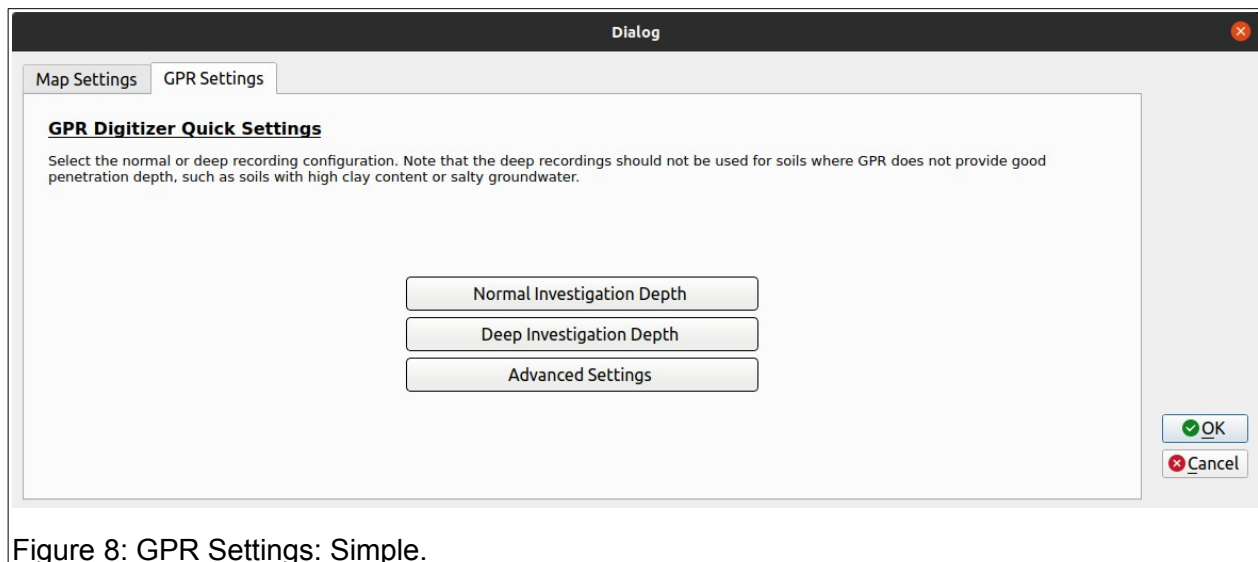 Dialog
Map Settings
GPR Settings
GPR Digitizer Quick Settings
Select the normal or deep recording configuration. Note that the deep recordings should not be used for soils where GPR does not provide good
penetration depth, such as soils with high clay content or salty groundwater.
Normal Investigation Depth
Deep Investigation Depth
Advanced Settings
OK
Cancel
Figure 8: GPR Settings: Simple.